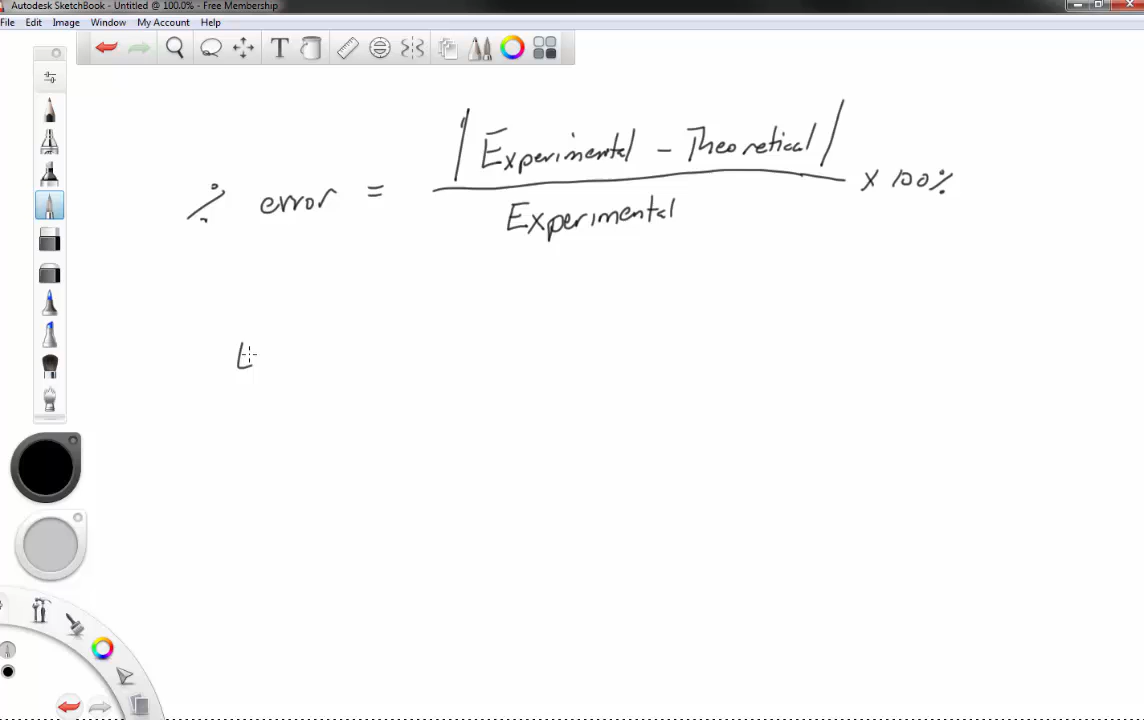 Autodesk SketchBook - Untitled @ 100.0% - Free Membership
File Edit Image Window My Account Help
T
% error = | Experimental - Theoretical | / Experimental x 100%